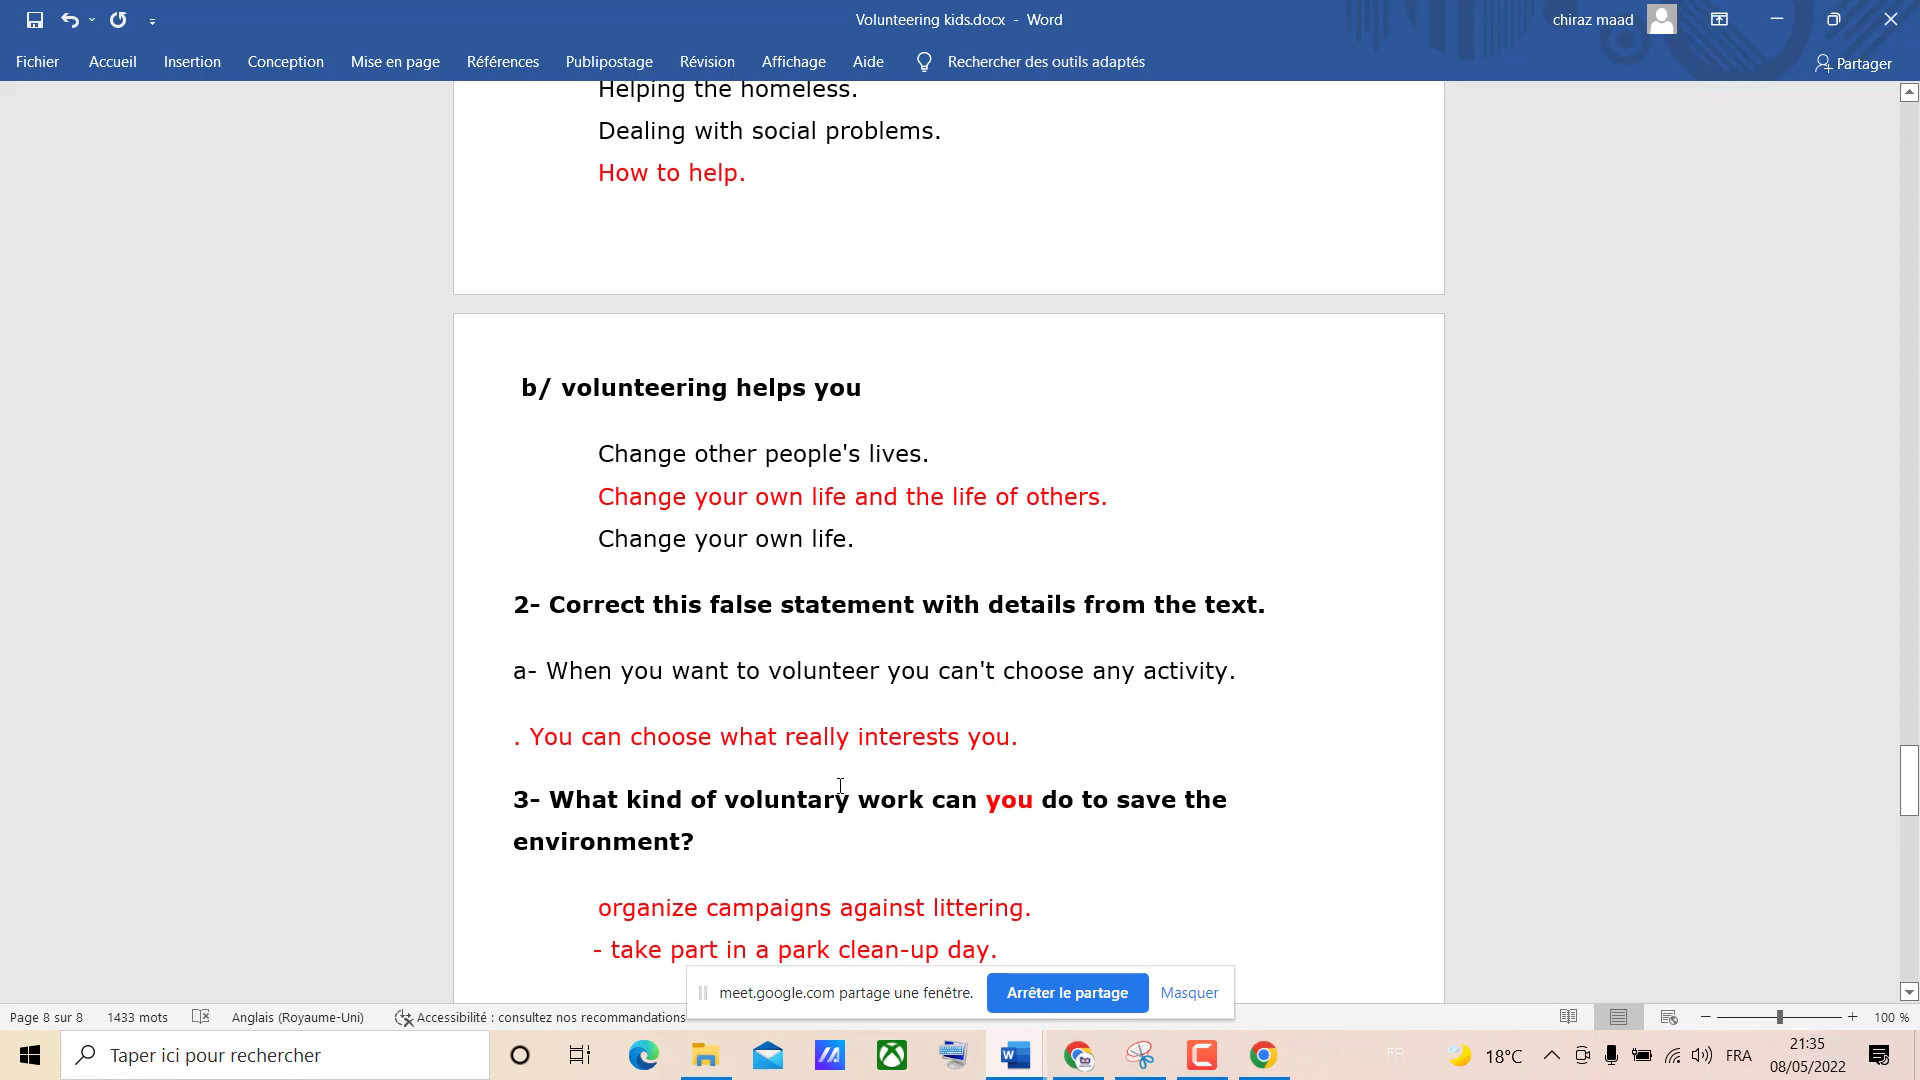 Volunteering kids.docx - Word
chiraz maad
Fichier Accueil Insertion Conception Mise en page Références Publipostage Révision Affichage Aide Rechercher des outils adaptés Partager
Helping the homeless.
Dealing with social problems.
How to help.
b/ volunteering helps you
Change other people's lives.
Change your own life and the life of others.
Change your own life.
2- Correct this false statement with details from the text.
a- When you want to volunteer you can't choose any activity.
. You can choose what really interests you.
3- What kind of voluntary work can you do to save the
environment?
organize campaigns against littering.
- take part in a park clean-up day.
meet.google.com partage une fenêtre. Arrêter le partage Masquer
Page 8 sur 8 1433 mots Anglais (Royaume-Uni) Accessibilité : consultez nos recommandations 100 %
Taper ici pour rechercher
FR
18°C
FRA
21:35
08/05/2022